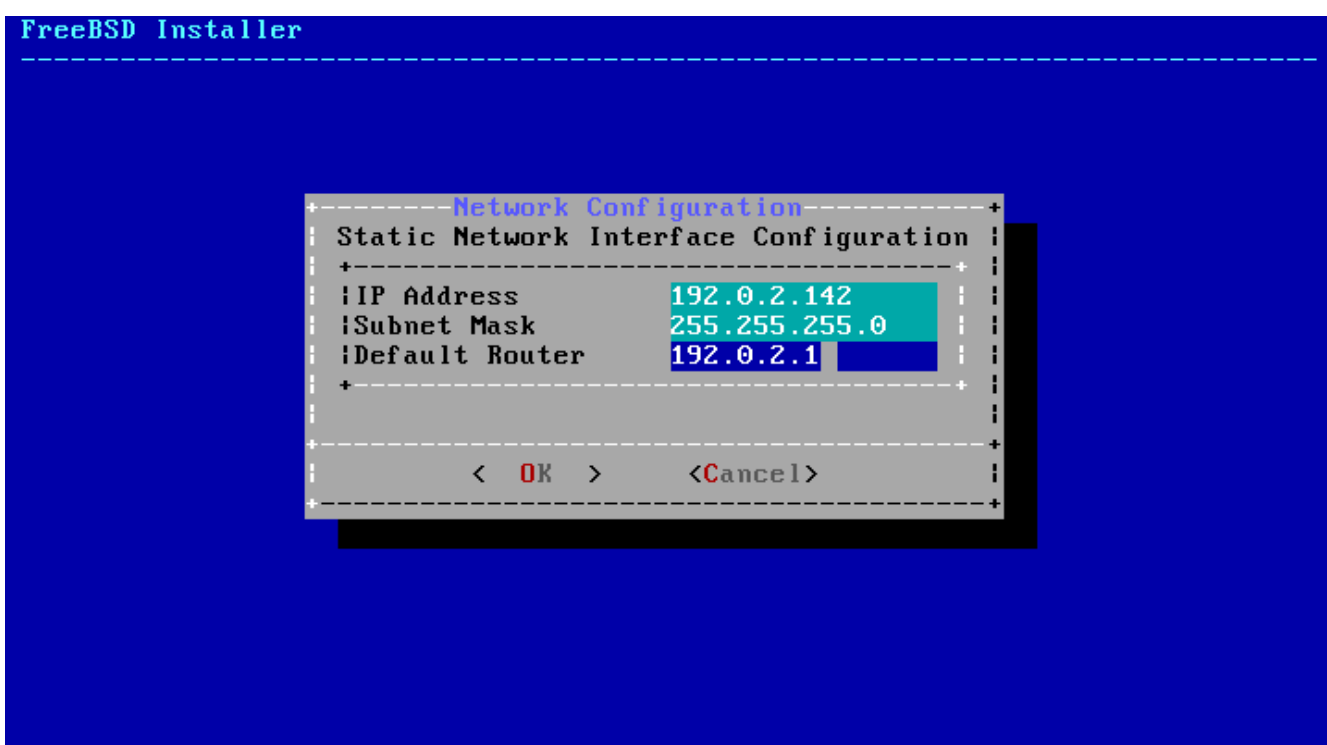 FreeBSD Installer
Network Configuration
Static Network Interface Configuration
IP Address 192.0.2.142
Subnet Mask 255.255.255.0
Default Router 192.0.2.1
< OK > <Cancel>